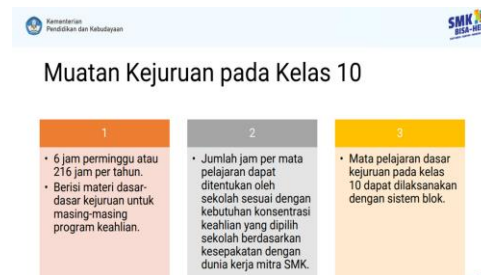 Kementerian
Pendidikan dan Kebudayaan
SMK
BISA-HE
Muatan Kejuruan pada Kelas 10
1
• 6 jam perminggu atau
216 jam per tahun.
• Berisi materi dasar-
dasar kejuruan untuk
masing-masing
program keahlian.
2
• Jumlah jam per mata
pelajaran dapat
ditentukan oleh
sekolah sesuai dengan
kebutuhan konsentrasi
keahlian yang dipilih
sekolah berdasarkan
kesepakatan dengan
dunia kerja mitra SMK.
3
• Mata pelajaran dasar
kejuruan pada kelas
10 dapat dilaksanakan
dengan sistem blok.